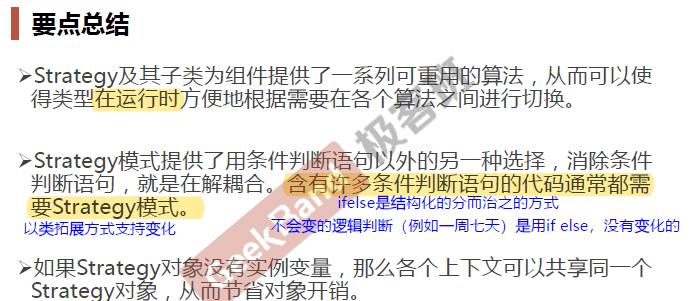 要点总结
➢Strategy及其子类为组件提供了一系列可重用的算法，从而可以使
得类型在运行时方便地根据需要在各个算法之间进行切换。
➢Strategy模式提供了用条件判断语句以外的另一种选择，消除条件
判断语句，就是在解耦合。含有许多条件判断语句的代码通常都需
要Strategy模式。
ifelse是结构化的分而治之的方式
以类拓展方式支持变化
不会变的逻辑判断（例如一周七天）是用if else，没有变化的
➢如果Strategy对象没有实例变量，那么各个上下文可以共享同一个
Strategy对象，从而节省对象开销。
GeekBand 极客班